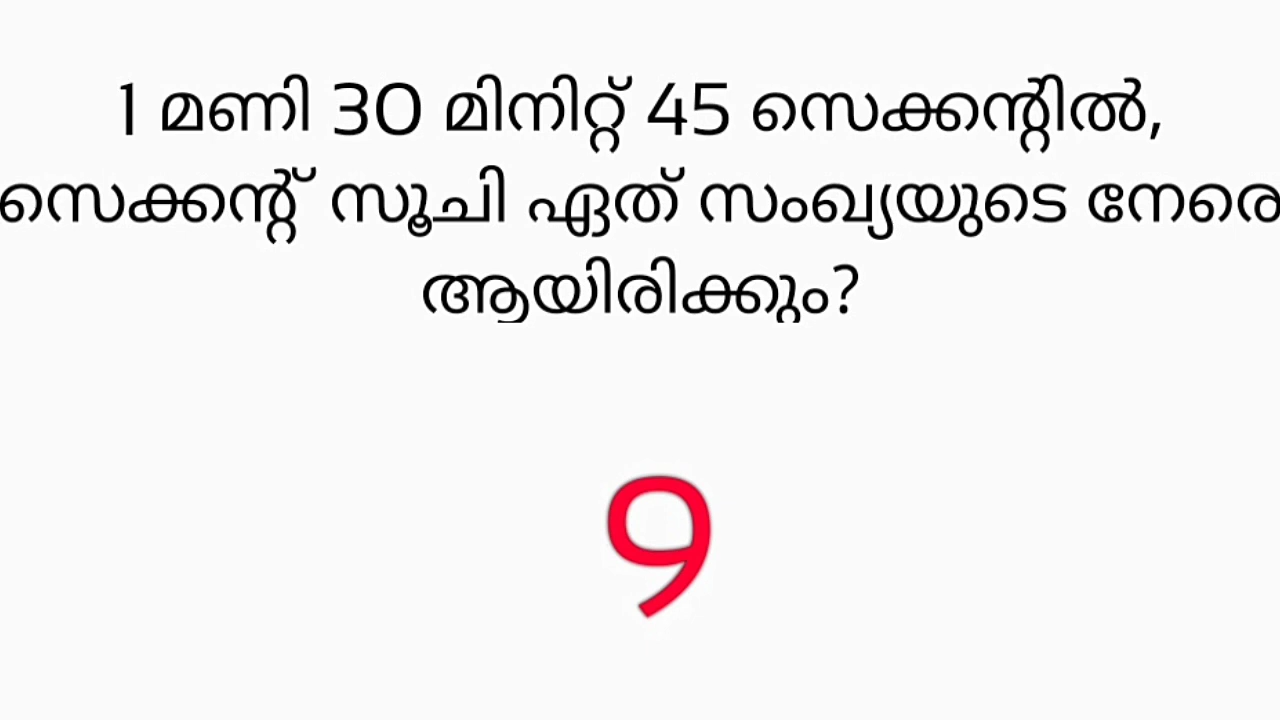 1 മണി 30 മിനിറ്റ് 45 സെക്കന്റിൽ,
സെക്കന്റ് സൂചി ഏത് സംഖ്യയുടെ നേരെ
ആയിരിക്കും?
9